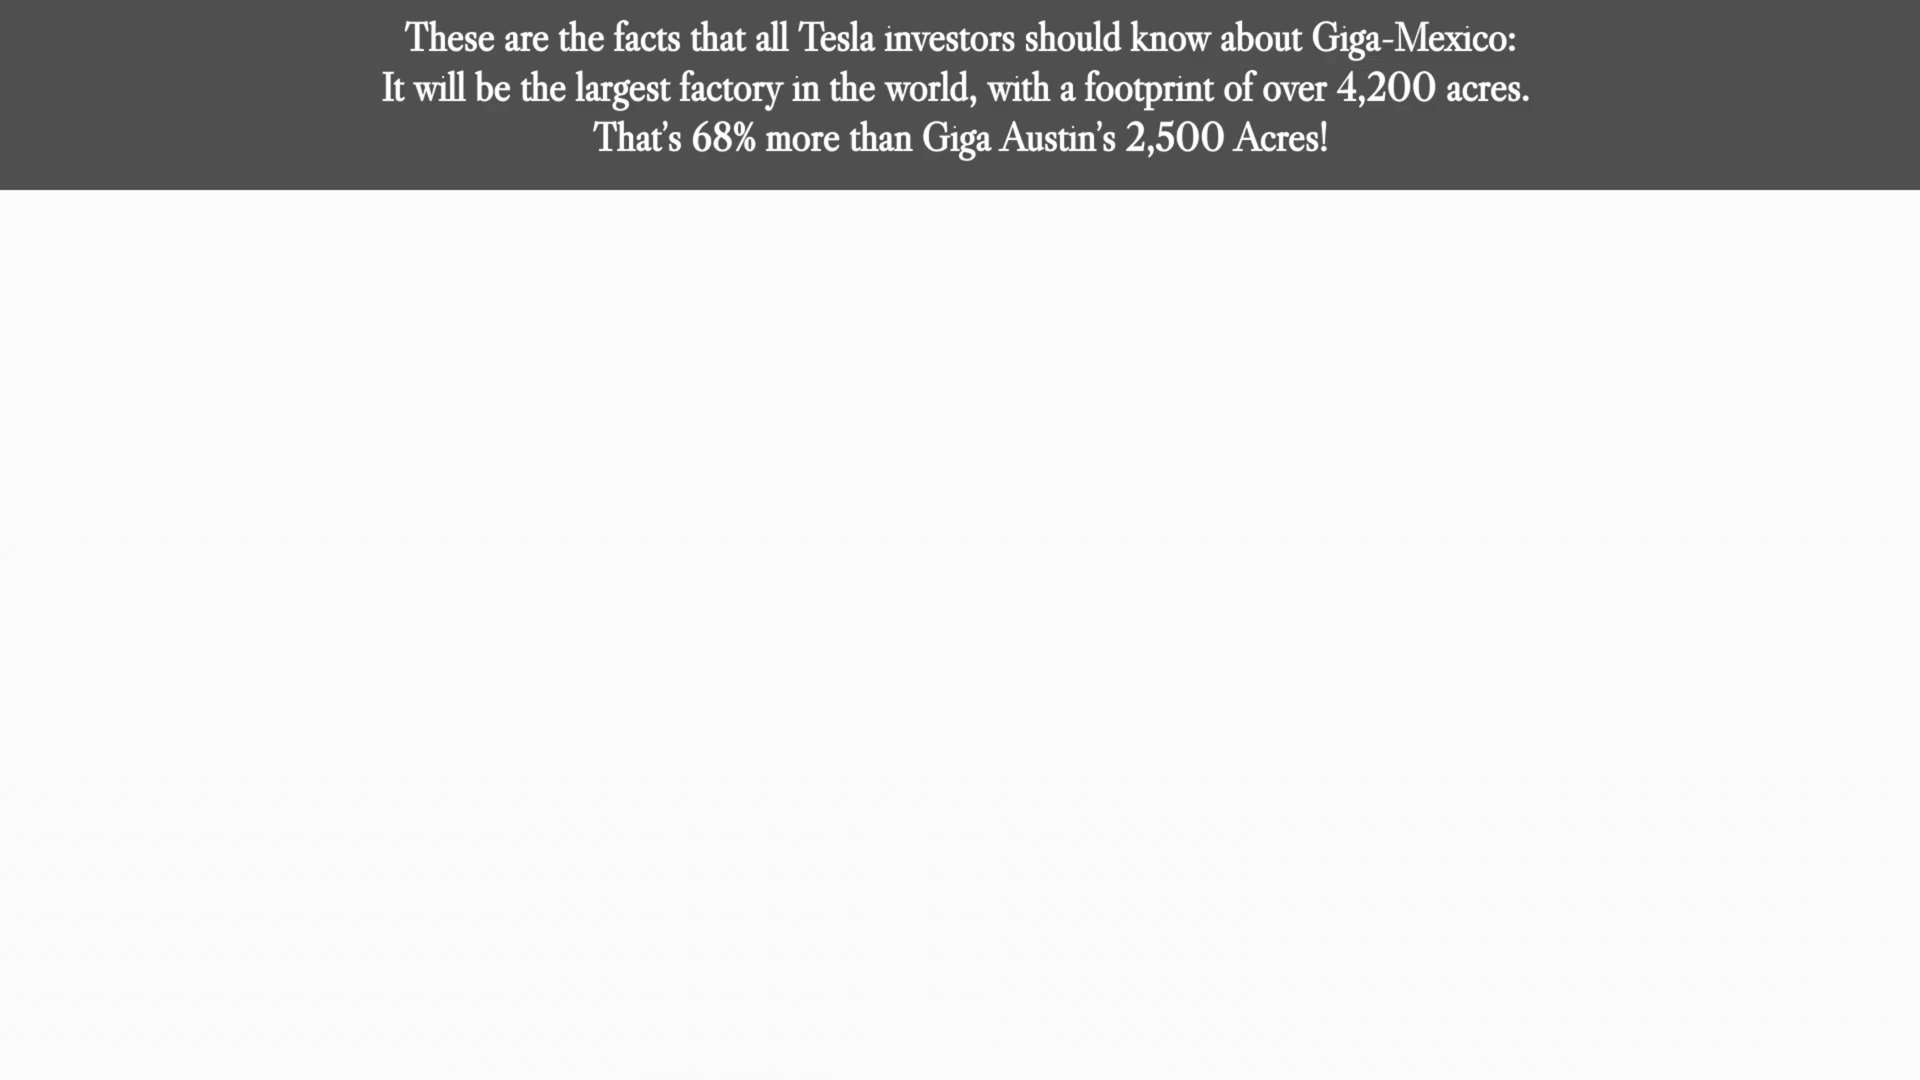 These are the facts that all Tesla investors should know about Giga-Mexico:
It will be the largest factory in the world, with a footprint of over 4,200 acres.
That’s 68% more than Giga Austin’s 2,500 Acres!